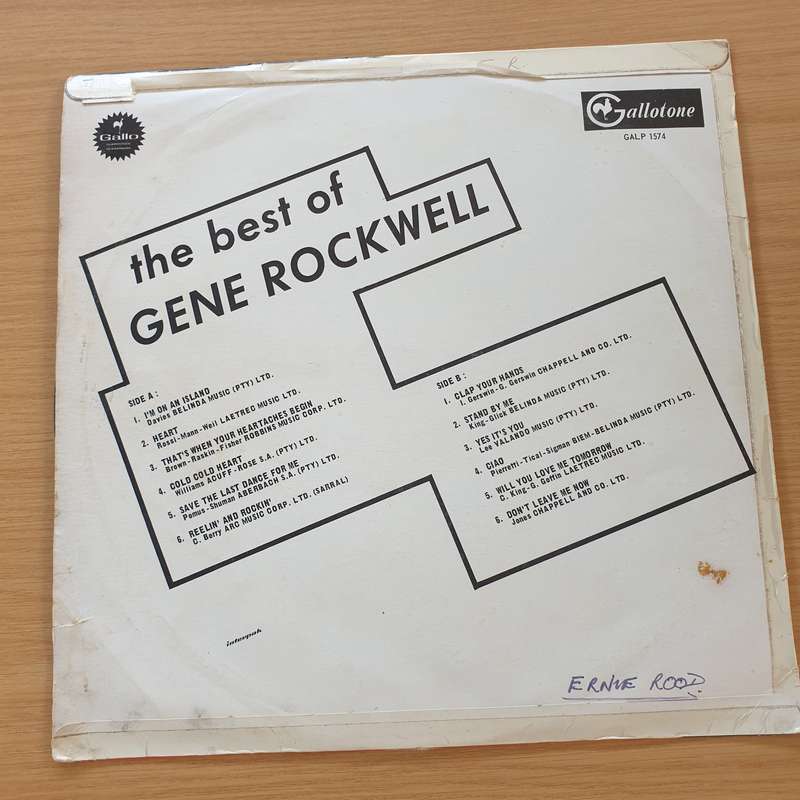 C R
Gallo
Gallotone
GALP 1574
the best of
GENE ROCKWELL
SIDE A :
1. I'M ON AN ISLAND
Davies BELINDA MUSIC (PTY) LTD.
2. HEART
Rossi-Mann-Weil LAETREC MUSIC LTD.
3. THAT'S WHEN YOUR HEARTACHES BEGIN
Brown-Raskin-Fisher ROBBINS MUSIC CORP. LTD.
4. COLD COLD HEART
Williams ACUFF-ROSE S.A. (PTY) LTD.
5. SAVE THE LAST DANCE FOR ME
Pomus-Shuman ABERBACH S.A. (PTY) LTD.
6. REELIN' AND ROCKIN'
C. Berry ARC MUSIC CORP. LTD. (SARRAL)
SIDE B :
1. CLAP YOUR HANDS
I. Gerswin-G. Gerswin CHAPPELL AND CO. LTD.
2. STAND BY ME
King-Glick BELINDA MUSIC (PTY) LTD.
3. YES IT'S YOU
Lee VALANDO MUSIC (PTY) LTD.
4. CIAO
Pierretti-Tical-Sigman BIEM-BELINDA MUSIC (PTY) LTD.
5. WILL YOU LOVE ME TOMORROW
C. King-G. Goffin LAETREC MUSIC LTD.
6. DON'T LEAVE ME NOW
Jones CHAPPELL AND CO. LTD.
interpak
ERNIE ROOD